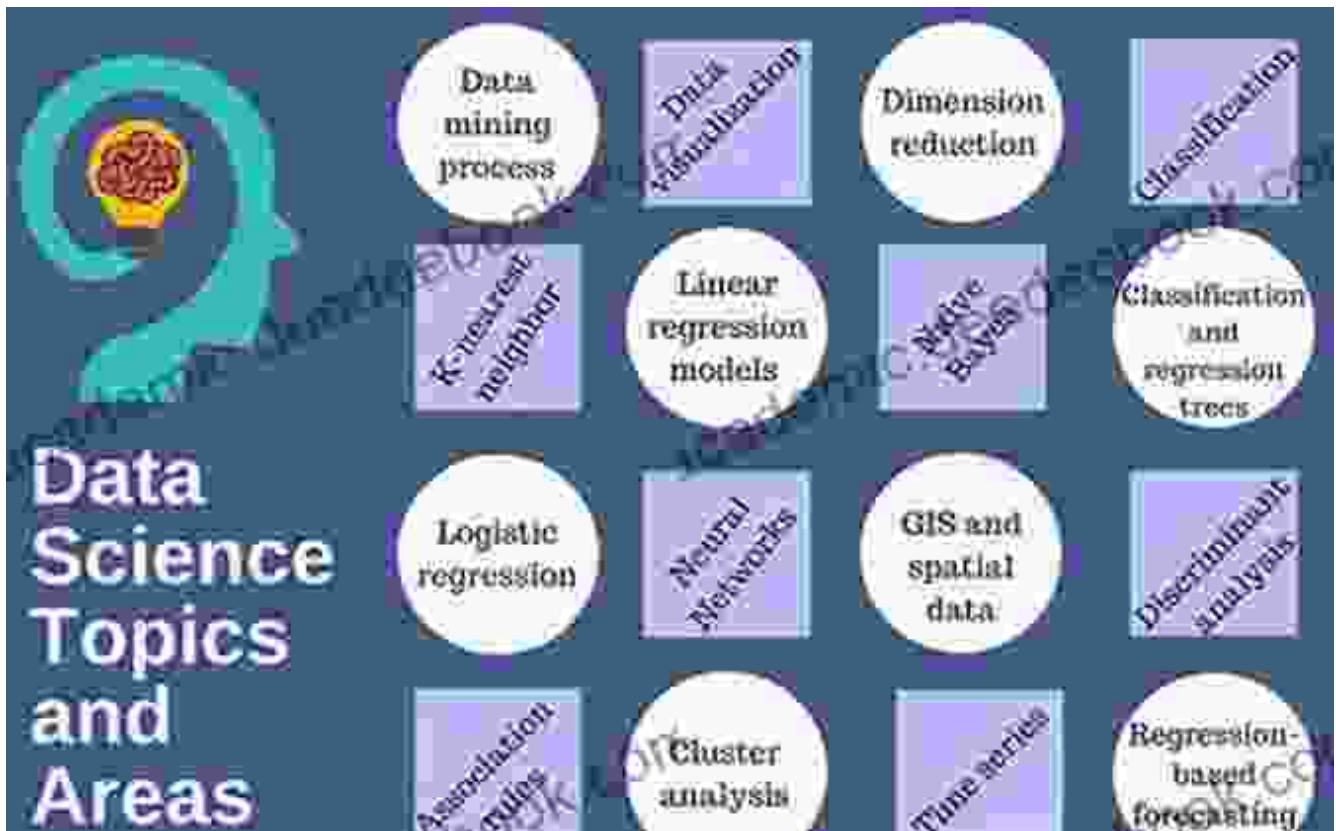 Data
mining
process
Data
visualization
Dimension
reduction
Classification
K-nearest
neighbor
Linear
regression
models
Naive
Bayes
Classification
and
regression
trees
Data
Science
Topics
and
Areas
Logistic
regression
Neural
Networks
GIS and
spatial
data
Discriminant
analysis
Association
rules
Cluster
analysis
Time series
Regression-
based
forecasting